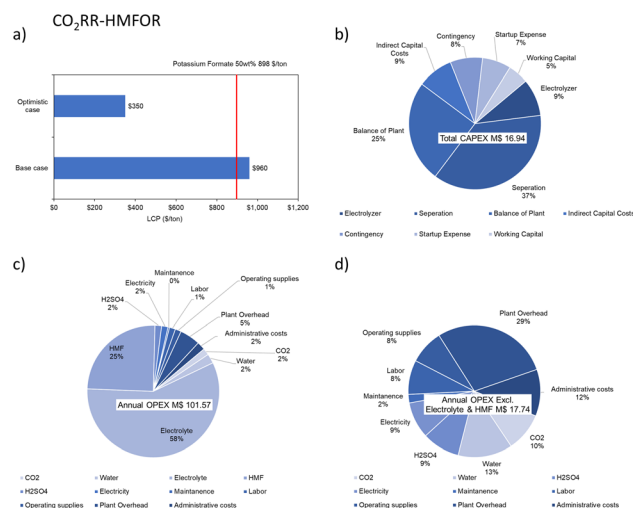 CO2RR-HMFOR
a)
Potassium Formate 50wt% 898 $/ton
Optimistic
case
$350
Base case
$960
$0
$200
$400
$600
$800
$1,000
$1,200
LCP ($/ton)
b)
Contingency
8%
Startup Expense
7%
Indirect Capital
Costs
9%
Working Capital
5%
Electrolyzer
9%
Balance of Plant
25%
Total CAPEX M$ 16.94
Seperation
37%
Electrolyzer
Seperation
Balance of Plant
Indirect Capital Costs
Contingency
Startup Expense
Working Capital
c)
Maintanence
0%
Operating supplies
1%
Electricity
2%
Labor
1%
H2SO4
2%
Plant Overhead
5%
Administrative costs
2%
HMF
25%
CO2
2%
Water
2%
Annual OPEX M$ 101.57
Electrolyte
58%
CO2
Water
Electrolyte
HMF
H2SO4
Electricity
Maintanence
Labor
Operating supplies
Plant Overhead
Administrative costs
d)
Plant Overhead
29%
Operating supplies
8%
Labor
8%
Administrative costs
12%
Maintanence
2%
Annual OPEX Excl.
Electrolyte & HMF M$ 17.74
Electricity
9%
CO2
10%
H2SO4
9%
Water
13%
CO2
Water
H2SO4
Electricity
Maintanence
Labor
Operating supplies
Plant Overhead
Administrative costs